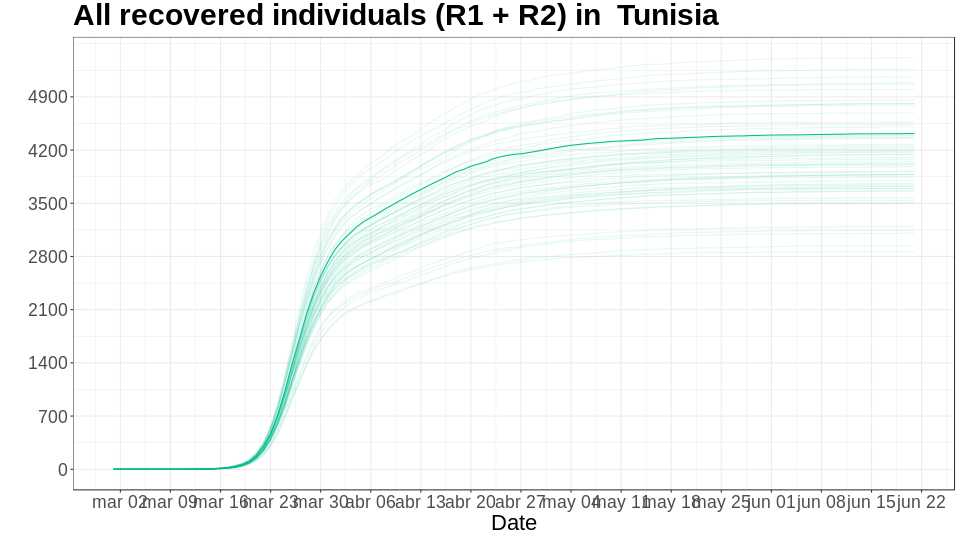 All recovered individuals (R1 + R2) in  Tunisia
4900
4200
3500
2800
2100
1400
700
0
mar 02 mar 09 mar 16 mar 23 mar 30 abr 06 abr 13 abr 20 abr 27 may 04 may 11 may 18 may 25 jun 01 jun 08 jun 15 jun 22
Date